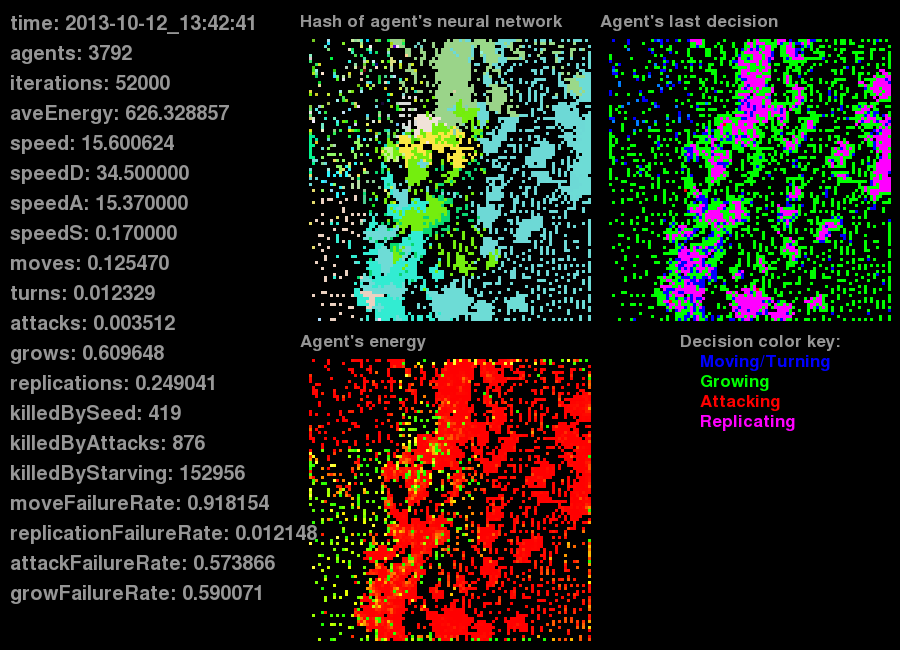 time: 2013-10-12_13:42:41
agents: 3792
iterations: 52000
aveEnergy: 626.328857
speed: 15.600624
speedD: 34.500000
speedA: 15.370000
speedS: 0.170000
moves: 0.125470
turns: 0.012329
attacks: 0.003512
grows: 0.609648
replications: 0.249041
killedBySeed: 419
killedByAttacks: 876
killedByStarving: 152956
moveFailureRate: 0.918154
replicationFailureRate: 0.012148
attackFailureRate: 0.573866
growFailureRate: 0.590071
Hash of agent's neural network
Agent's last decision
Agent's energy
Decision color key:
Moving/Turning
Growing
Attacking
Replicating